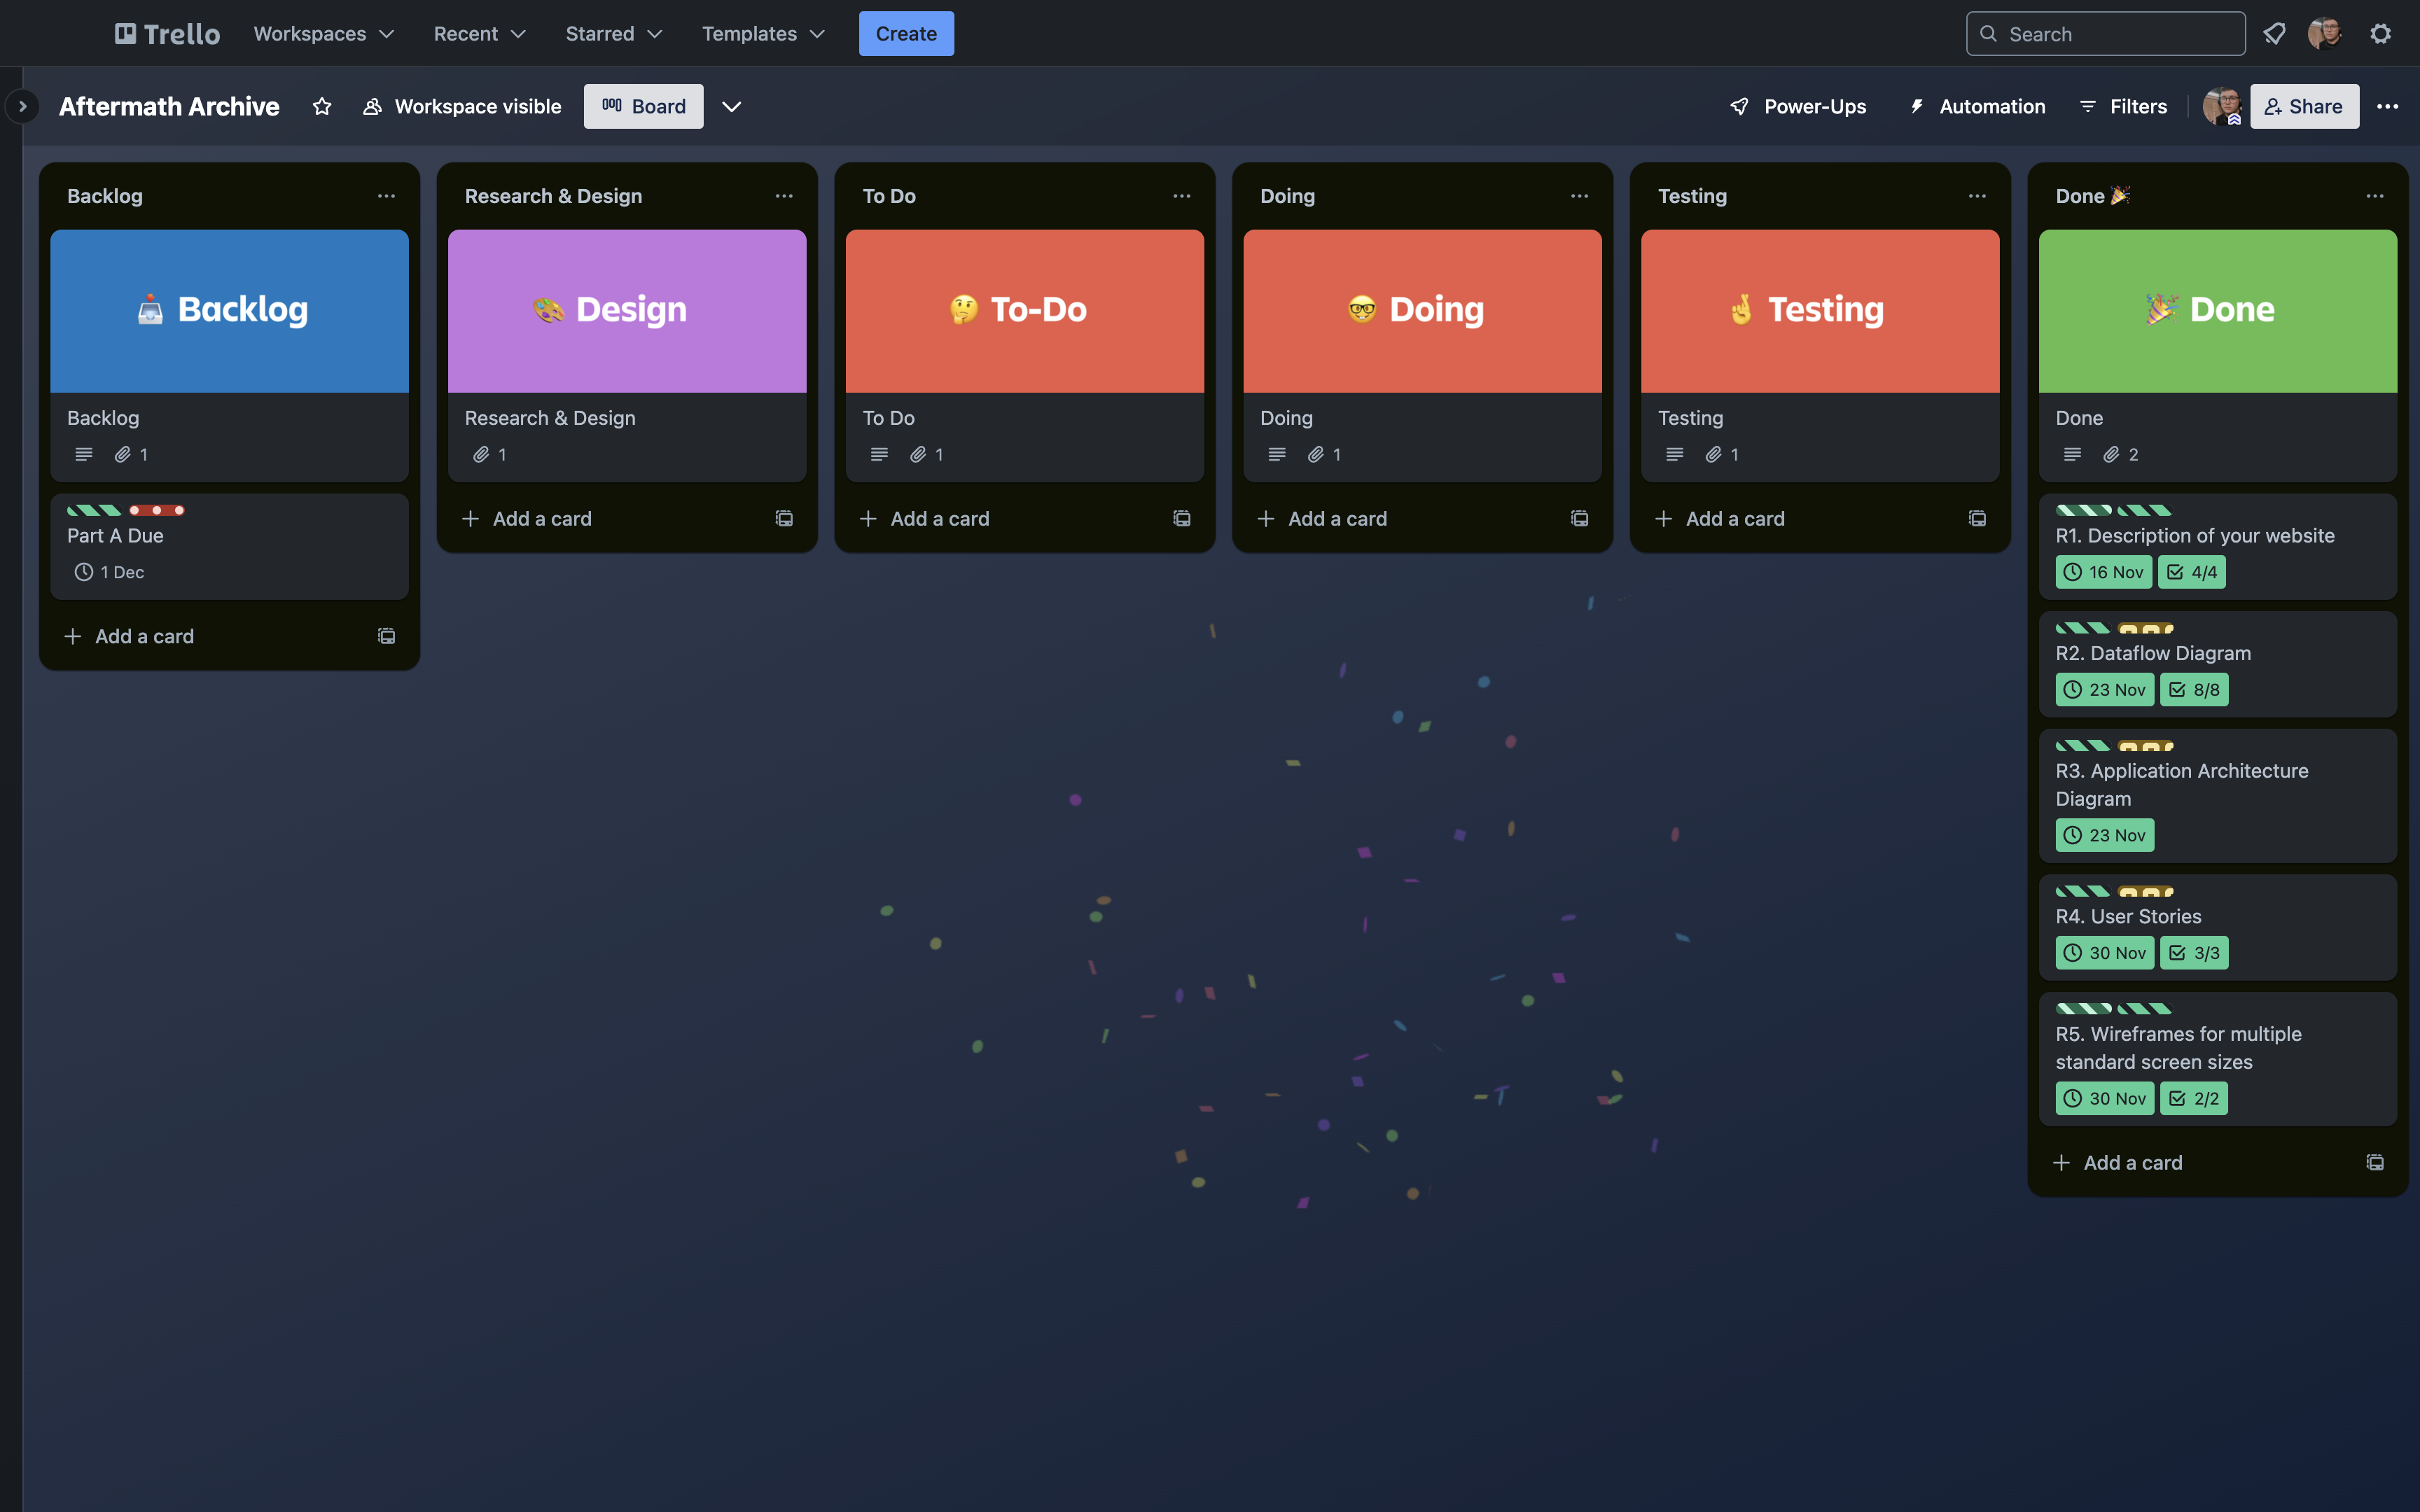 Trello
Workspaces
Recent
Starred
Templates
Create
Search
Aftermath Archive
Workspace visible
Board
Power-Ups
Automation
Filters
Share
Backlog
Backlog
Backlog
1
Part A Due
1 Dec
Add a card
Research & Design
Design
Research & Design
1
Add a card
To Do
To-Do
To Do
1
Add a card
Doing
Doing
Doing
1
Add a card
Testing
Testing
Testing
1
Add a card
Done
Done
Done
2
R1. Description of your website
16 Nov 4/4
R2. Dataflow Diagram
23 Nov 8/8
R3. Application Architecture
Diagram
23 Nov
R4. User Stories
30 Nov 3/3
R5. Wireframes for multiple
standard screen sizes
30 Nov 2/2
Add a card